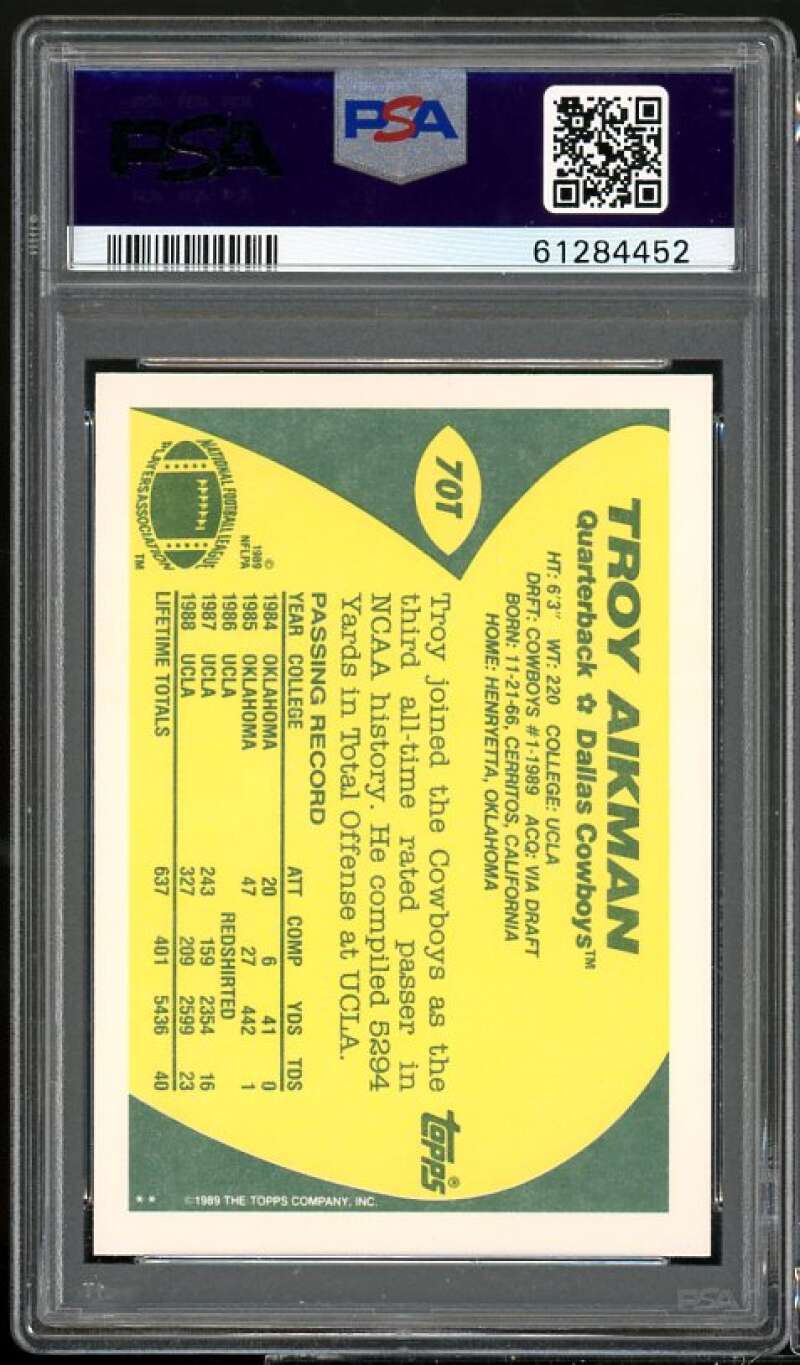 PSA
PSA
61284452
70T
TROY AIKMAN
Quarterback ✩ Dallas Cowboys™
HT: 6'3" WT: 220 COLLEGE: UCLA
DRFT: COWBOYS #1-1989 ACQ: VIA DRAFT
BORN: 11-21-66, CERRITOS, CALIFORNIA
HOME: HENRYETTA, OKLAHOMA
Troy joined the Cowboys as the
third all-time rated passer in
NCAA history. He compiled 5294
Yards in Total Offense at UCLA.
PASSING RECORD
YEAR COLLEGE ATT COMP YDS TDS
1984 OKLAHOMA 20 6 41 0
1985 OKLAHOMA 47 27 442 1
1986 UCLA REDSHIRTED
1987 UCLA 243 159 2354 16
1988 UCLA 327 209 2599 23
LIFETIME TOTALS 637 401 5436 40
NATIONAL FOOTBALL LEAGUE
PLAYERS ASSOCIATION
TM
©
1989
NFLPA
topps®
** ©1989 THE TOPPS COMPANY, INC.
PSA